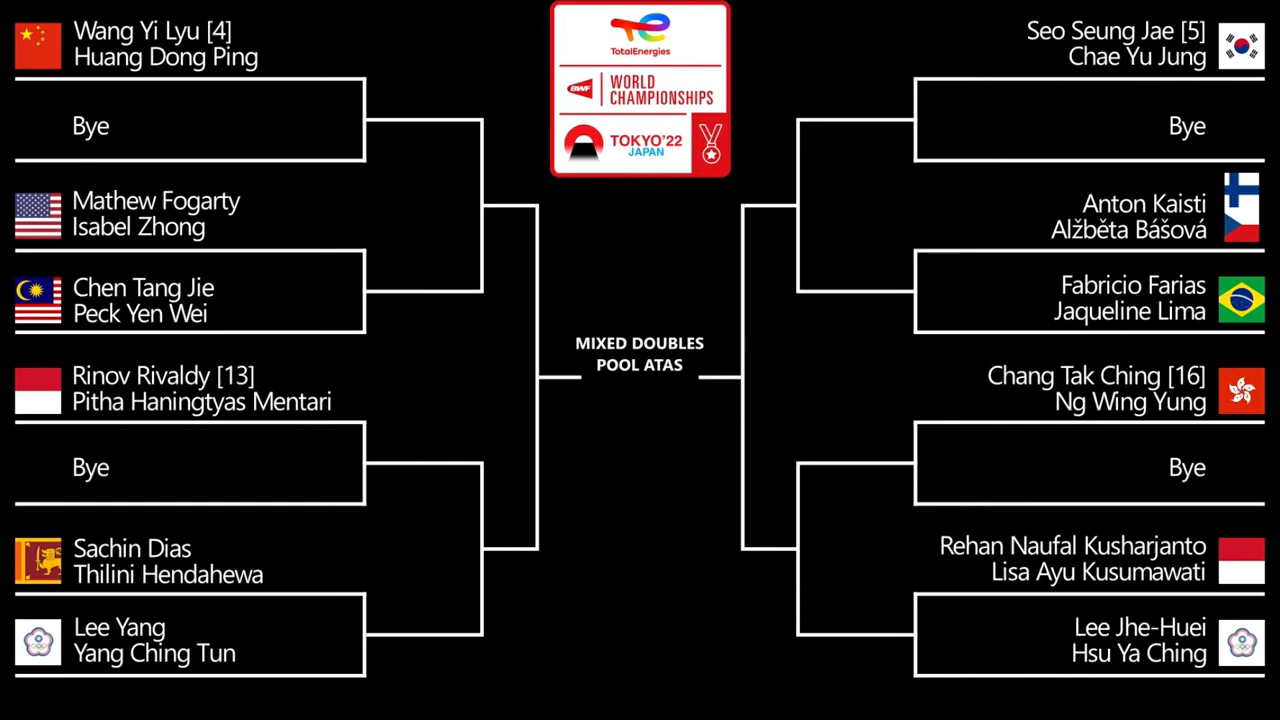 Wang Yi Lyu [4]
Huang Dong Ping
Bye
Mathew Fogarty
Isabel Zhong
Chen Tang Jie
Peck Yen Wei
Rinov Rivaldy [13]
Pitha Haningtyas Mentari
Bye
Sachin Dias
Thilini Hendahewa
Lee Yang
Yang Ching Tun
TotalEnergies
BWF
WORLD
CHAMPIONSHIPS
TOKYO'22
JAPAN
MIXED DOUBLES
POOL ATAS
Seo Seung Jae [5]
Chae Yu Jung
Bye
Anton Kaisti
Alžběta Bášová
Fabricio Farias
Jaqueline Lima
Chang Tak Ching [16]
Ng Wing Yung
Bye
Rehan Naufal Kusharjanto
Lisa Ayu Kusumawati
Lee Jhe-Huei
Hsu Ya Ching